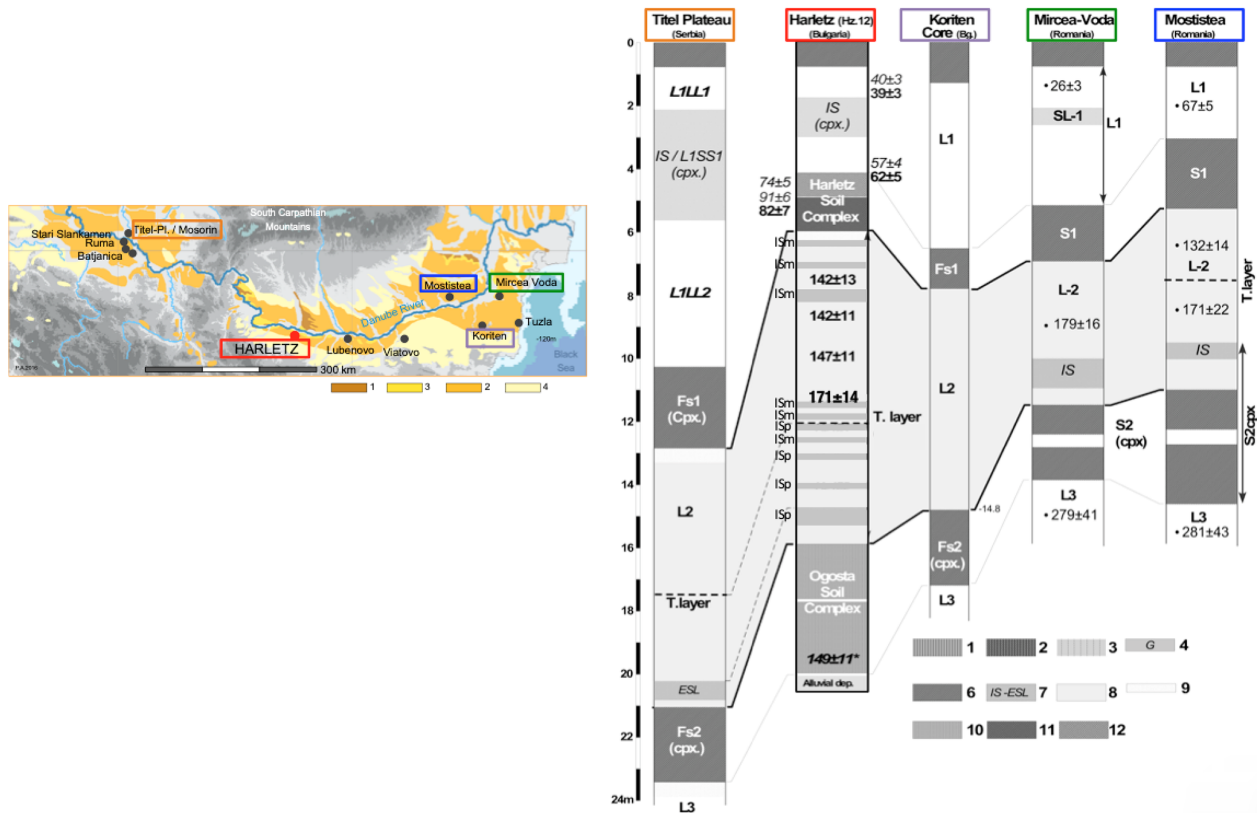 South Carpathian
Mountains
Stari Slankamen
Titel-Pl. / Mosorin
Ruma
Batjanica
Mostistea
Mircea Voda
Danube River
HARLETZ
Lubenovo
Viatovo
Koriten
Tuzla
-120m
Black
Sea
300 km
1
3
2
4
Titel Plateau
(Serbia)
Harletz (Hz.12)
(Bulgaria)
Koriten
Core (Bg.)
Mircea-Voda
(Romania)
Mostistea
(Romania)
0
2
4
6
8
10
12
14
16
18
20
22
24m
L1LL1
IS / L1SS1
(cpx.)
L1LL2
Fs1
(Cpx.)
L2
T.layer
ESL
Fs2
(cpx.)
L3
40±3
39±3
IS
(cpx.)
57±4
62±5
74±5
91±6
82±7
Harletz
Soil
Complex
ISm
ISm
ISm
142±13
142±11
147±11
171±14
ISm
ISm
ISp
ISm
ISp
ISp
ISp
T. layer
Ogosta
Soil
Complex
149±11*
Alluvial dep.
L1
Fs1
L2
-14.8
Fs2
(cpx.)
L3
26±3
SL-1
L1
S1
L-2
179±16
IS
S2
(cpx)
L3
279±41
L1
67±5
S1
132±14
L-2
171±22
T.layer
IS
S2cpx
L3
281±43
1
2
3
G 4
6
IS -ESL 7
8
9
10
11
12